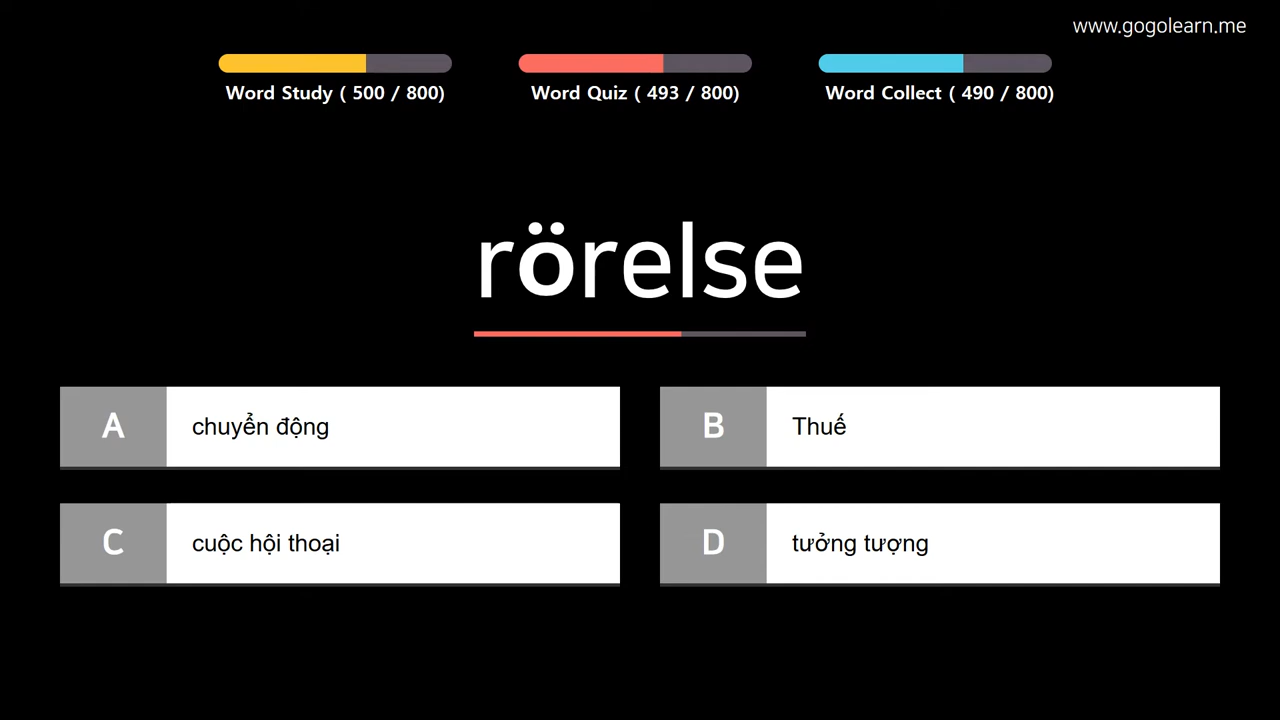 www.gogolearn.me
Word Study ( 500 / 800)
Word Quiz ( 493 / 800)
Word Collect ( 490 / 800)
rörelse
A
chuyển động
B
Thuế
C
cuộc hội thoại
D
tưởng tượng